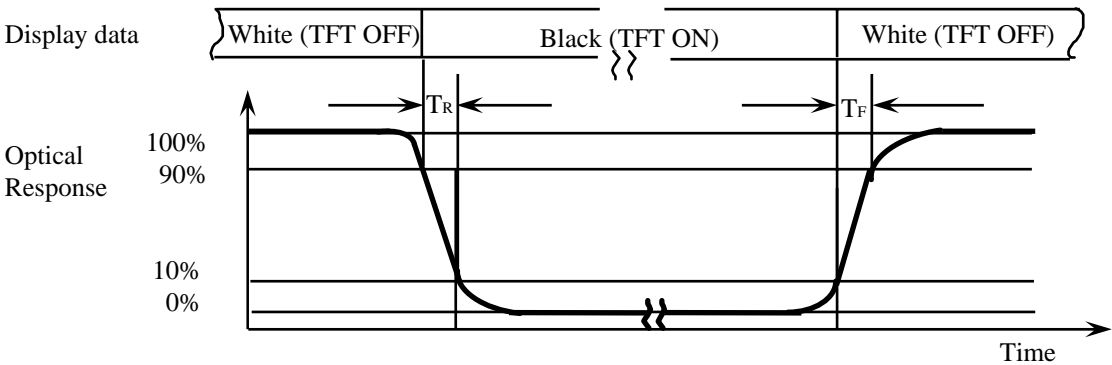 Display data
White (TFT OFF)
Black (TFT ON)
White (TFT OFF)
TR
TF
Optical
Response
100%
90%
10%
0%
Time